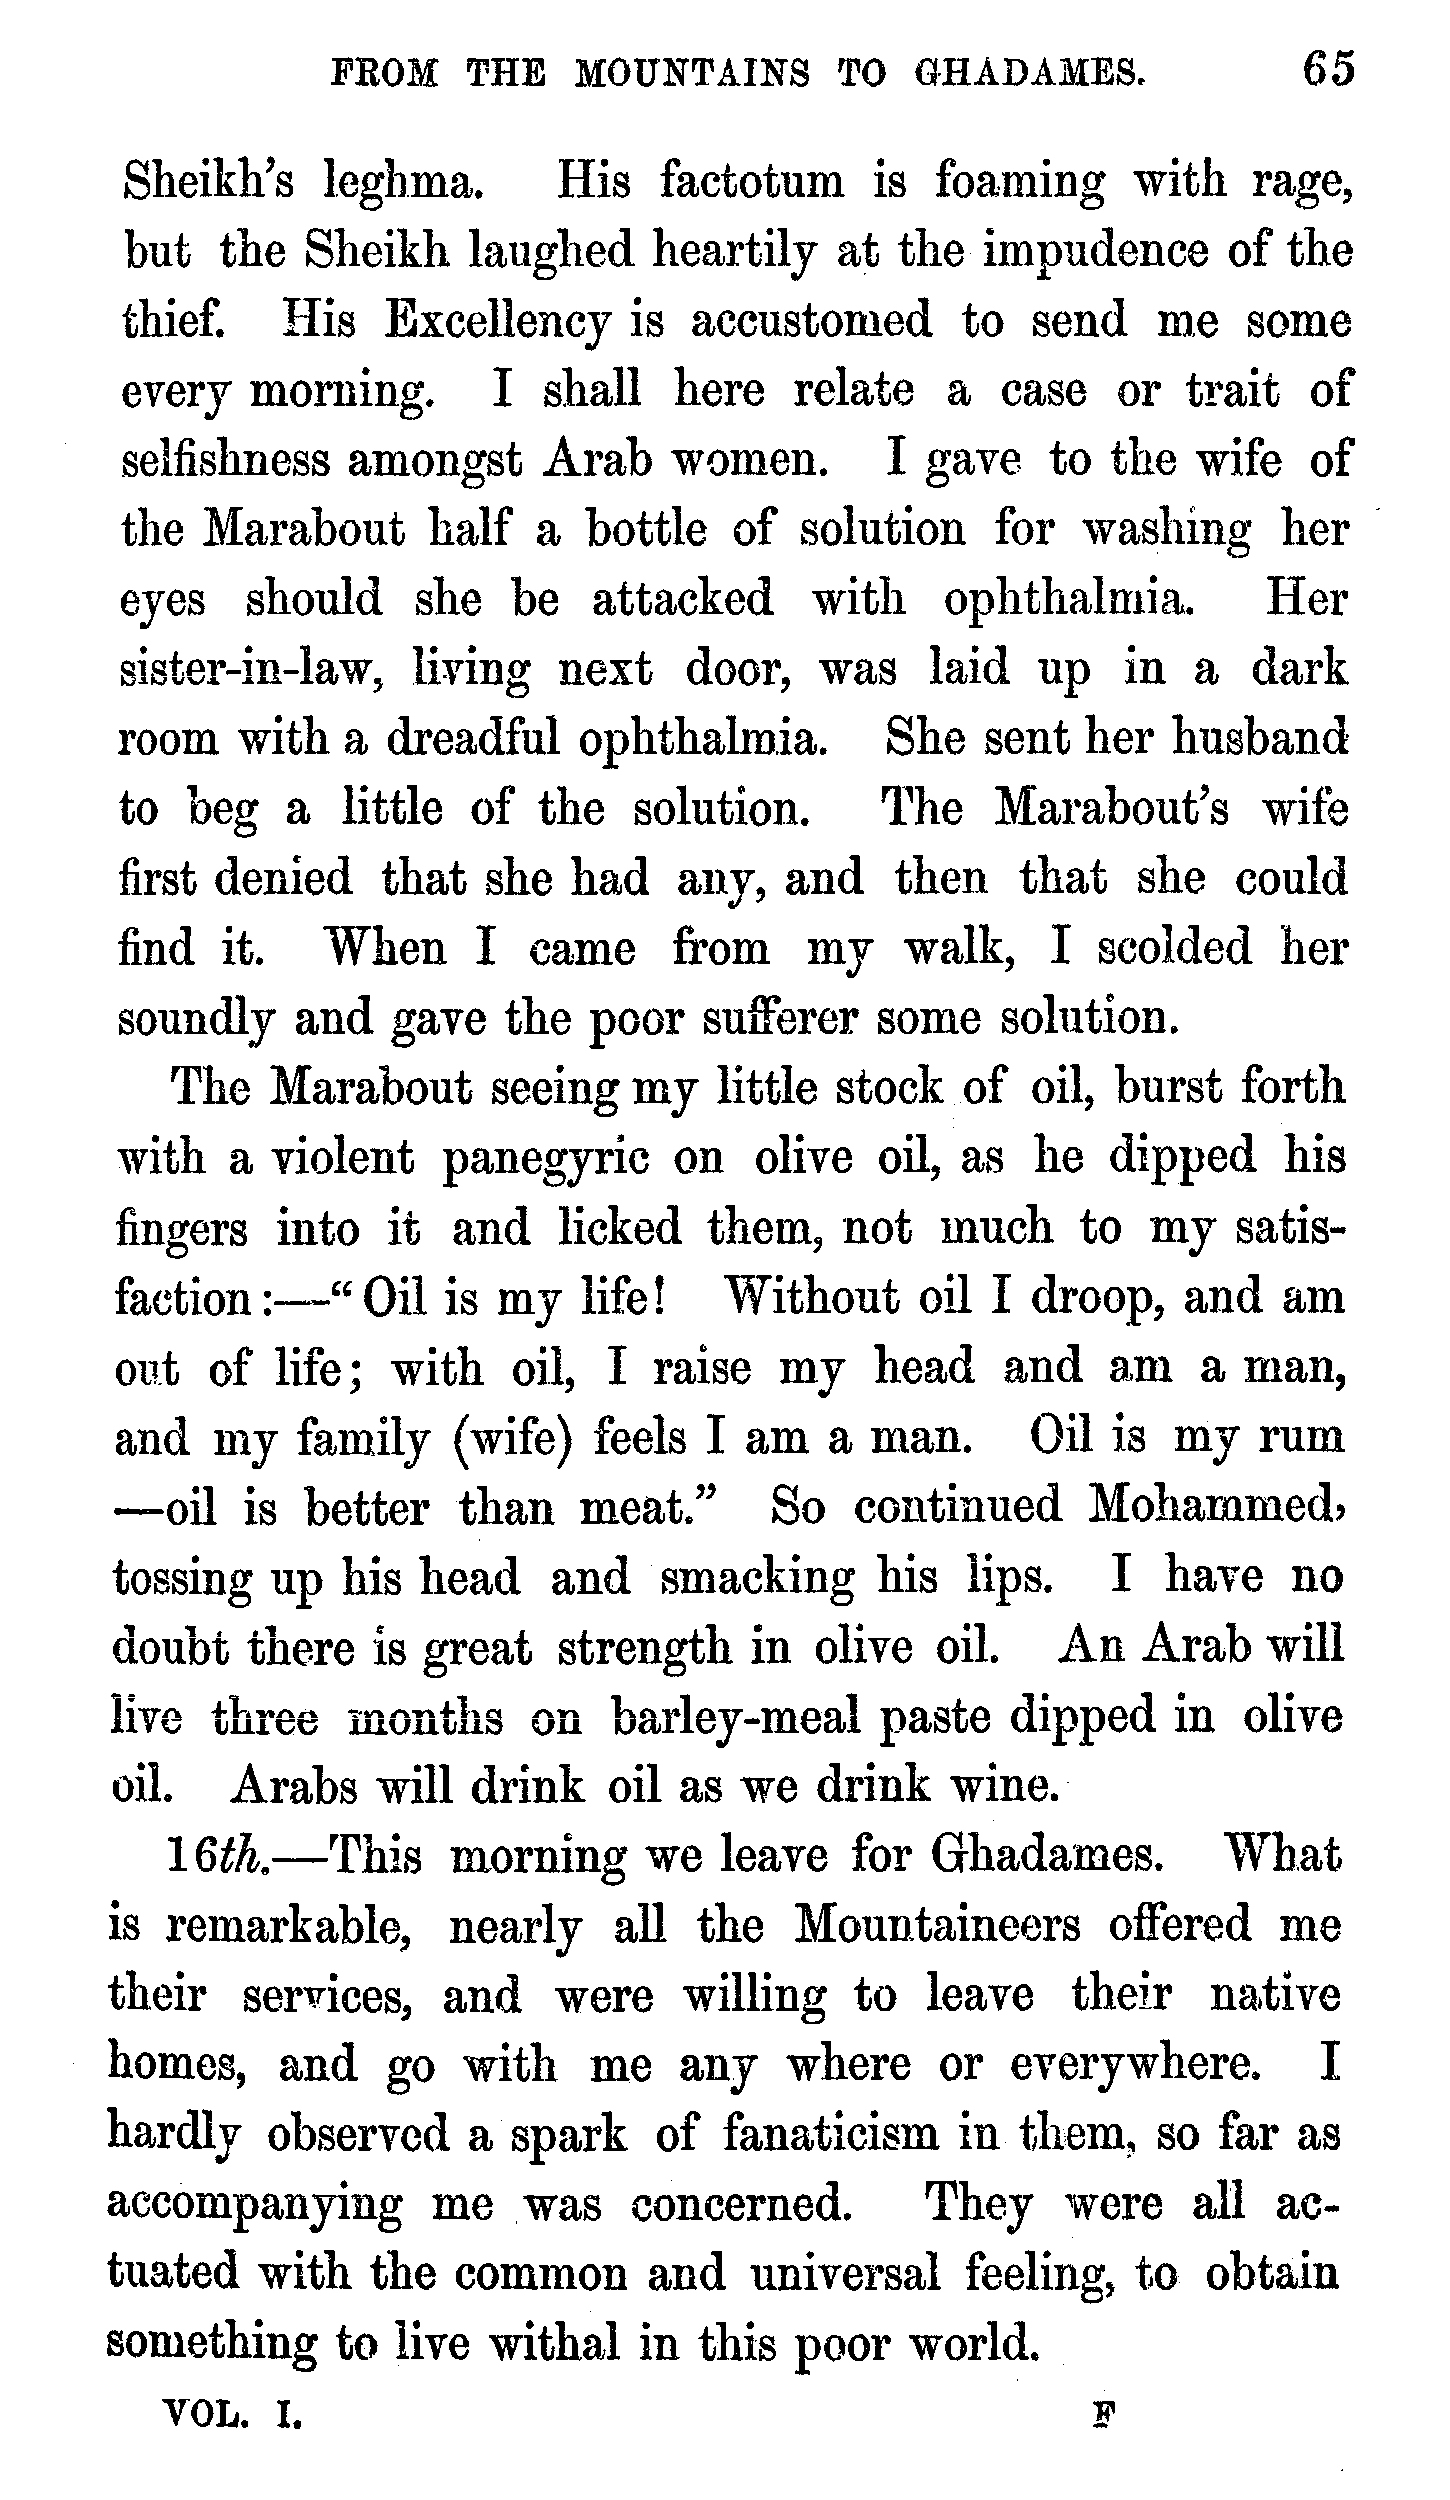 FROM THE MOUNTAINS TO GHADAMES. 65
Sheikh's leghma. His factotum is foaming with rage,
but the Sheikh laughed heartily at the impudence of the
thief. His Excellency is accustomed to send me some
every morning. I shall here relate a case or trait of
selfishness amongst Arab women. I gave to the wife of
the Marabout half a bottle of solution for washing her
eyes should she be attacked with ophthalmia. Her
sister-in-law, living next door, was laid up in a dark
room with a dreadful ophthalmia. She sent her husband
to beg a little of the solution. The Marabout's wife
first denied that she had any, and then that she could
find it. When I came from my walk, I scolded her
soundly and gave the poor sufferer some solution.
The Marabout seeing my little stock of oil, burst forth
with a violent panegyric on olive oil, as he dipped his
fingers into it and licked them, not much to my satis-
faction:—“Oil is my life! Without oil I droop, and am
out of life; with oil, I raise my head and am a man,
and my family (wife) feels I am a man. Oil is my rum
—oil is better than meat.” So continued Mohammed,
tossing up his head and smacking his lips. I have no
doubt there is great strength in olive oil. An Arab will
live three months on barley-meal paste dipped in olive
oil. Arabs will drink oil as we drink wine.
16th.—This morning we leave for Ghadames. What
is remarkable, nearly all the Mountaineers offered me
their services, and were willing to leave their native
homes, and go with me any where or everywhere. I
hardly observed a spark of fanaticism in them, so far as
accompanying me was concerned. They were all ac-
tuated with the common and universal feeling, to obtain
something to live withal in this poor world.
VOL. I. F